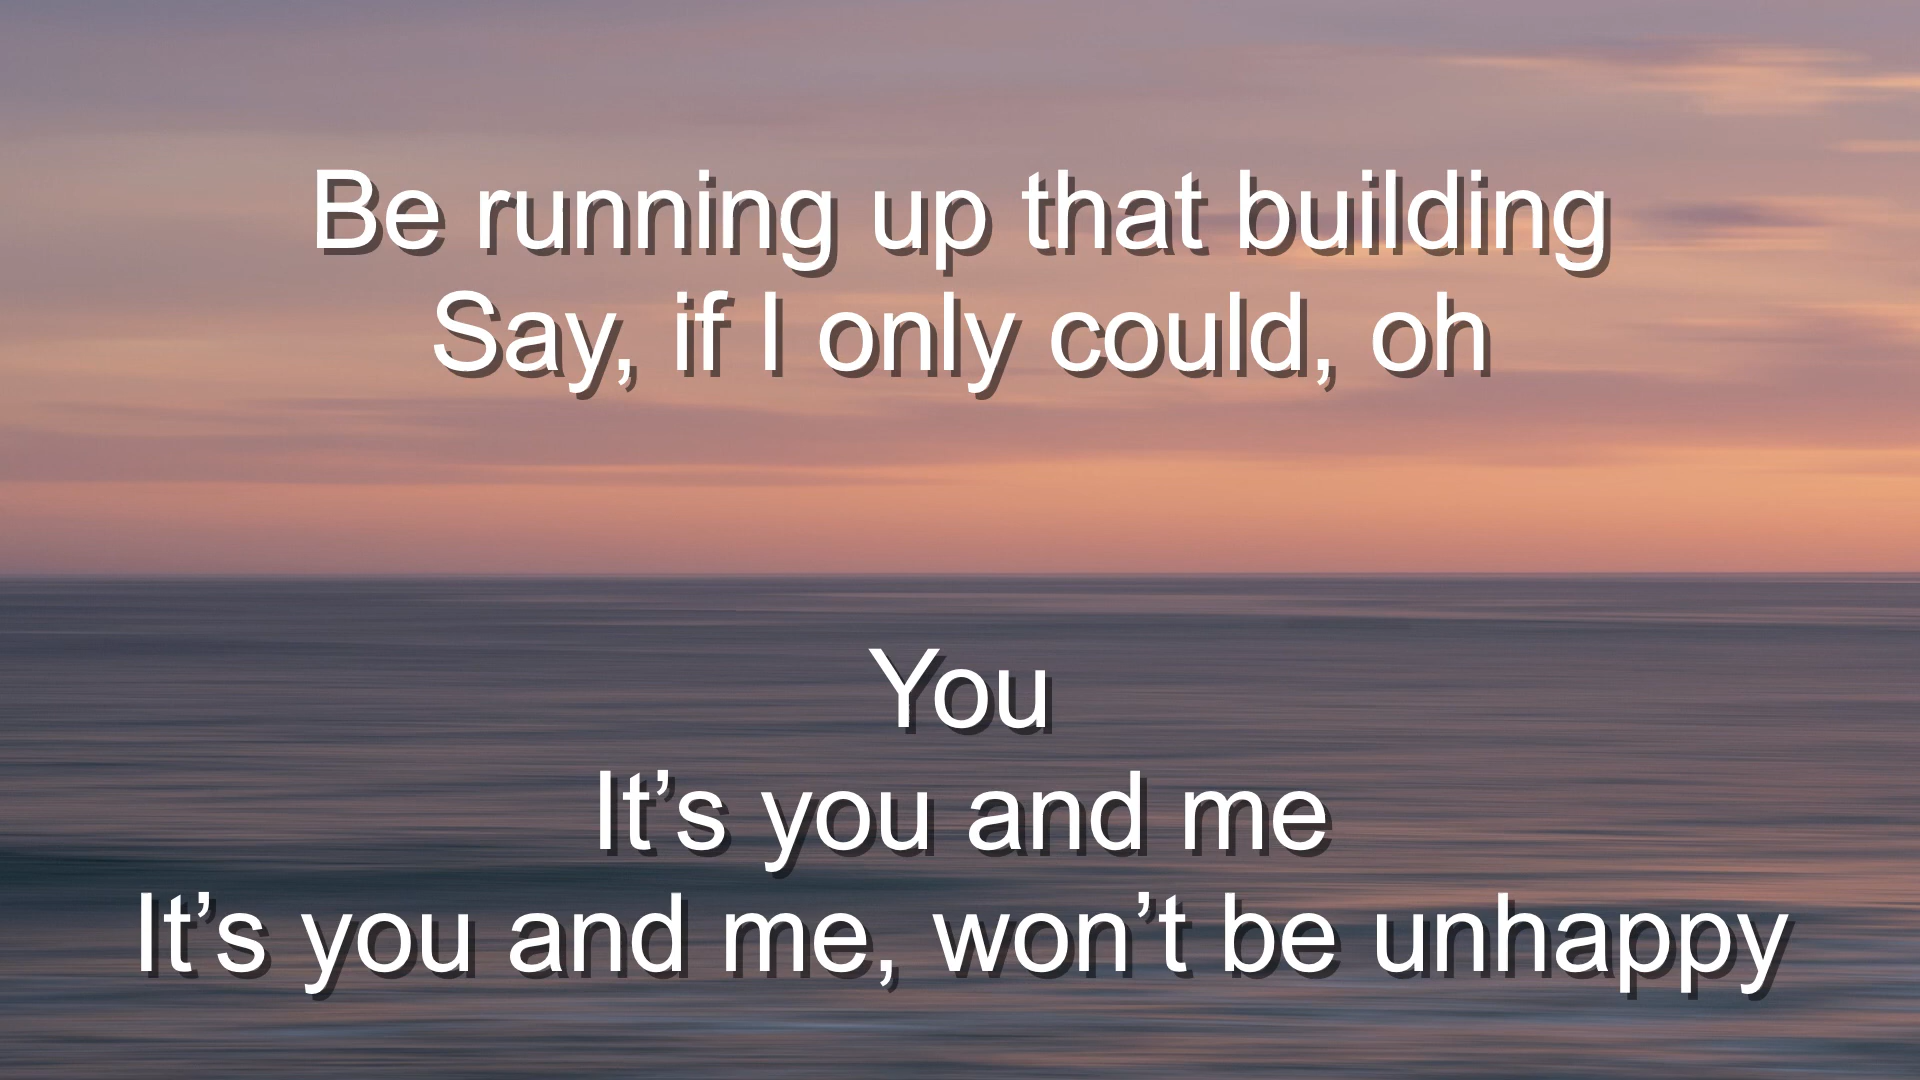 Be running up that building
Say, if I only could, oh
You
It’s you and me
It’s you and me, won’t be unhappy